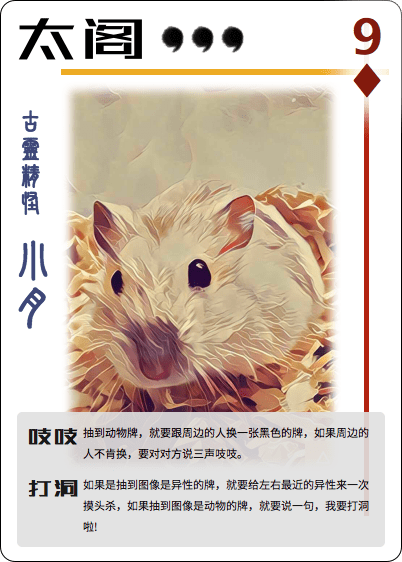 太阁
9
古靈精怪
小夕
吱吱
抽到动物牌，就要跟周边的人换一张黑色的牌，如果周边的
人不肯换，要对对方说三声吱吱。
打洞
如果是抽到图像是异性的牌，就要给左右最近的异性来一次
摸头杀，如果抽到图像是动物的牌，就要说一句，我要打洞
啦!